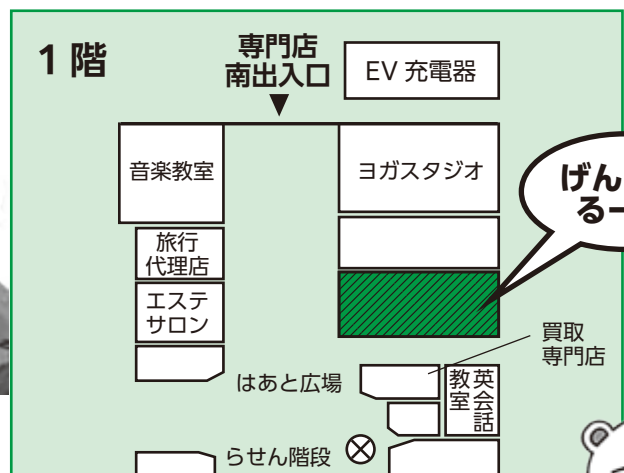 1階
専門店
南出入口
EV 充電器
音楽教室
ヨガスタジオ
旅行
代理店
エステ
サロン
げん
るー
買取
専門店
はあと広場
英会話
教室
らせん階段